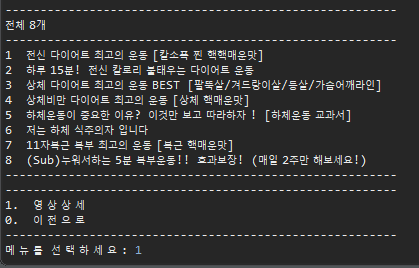 전체 8개
1 전신 다이어트 최고의 운동 [칼소폭 찐 핵핵매운맛]
2 하루 15분! 전신 칼로리 불태우는 다이어트 운동
3 상체 다이어트 최고의 운동 BEST [팔뚝살/겨드랑이살/등살/가슴어깨라인]
4 상체비만 다이어트 최고의 운동 [상체 핵매운맛]
5 하체운동이 중요한 이유? 이것만 보고 따라하자 ! [하체운동 교과서]
6 저는 하체 식주의자 입니다
7 11자복근 복부 최고의 운동 [복근 핵매운맛]
8 (Sub)누워서하는 5분 복부운동!! 효과보장! (매일 2주만 해보세요!)
1. 영 상 상 세
0. 이 전 으 로
메 뉴 를 선 택 하 세 요 : 1